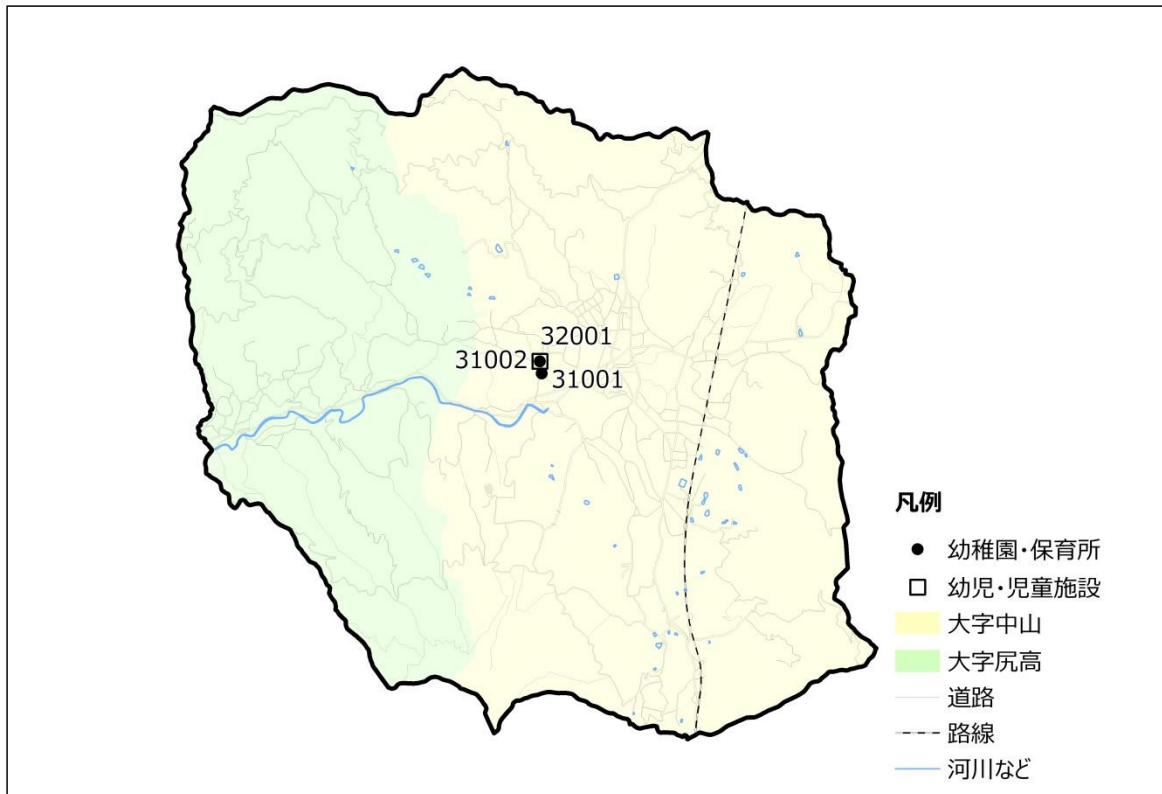 32001
31002
31001
凡例
幼稚園・保育所
幼児・児童施設
大字中山
大字尻高
道路
路線
河川など